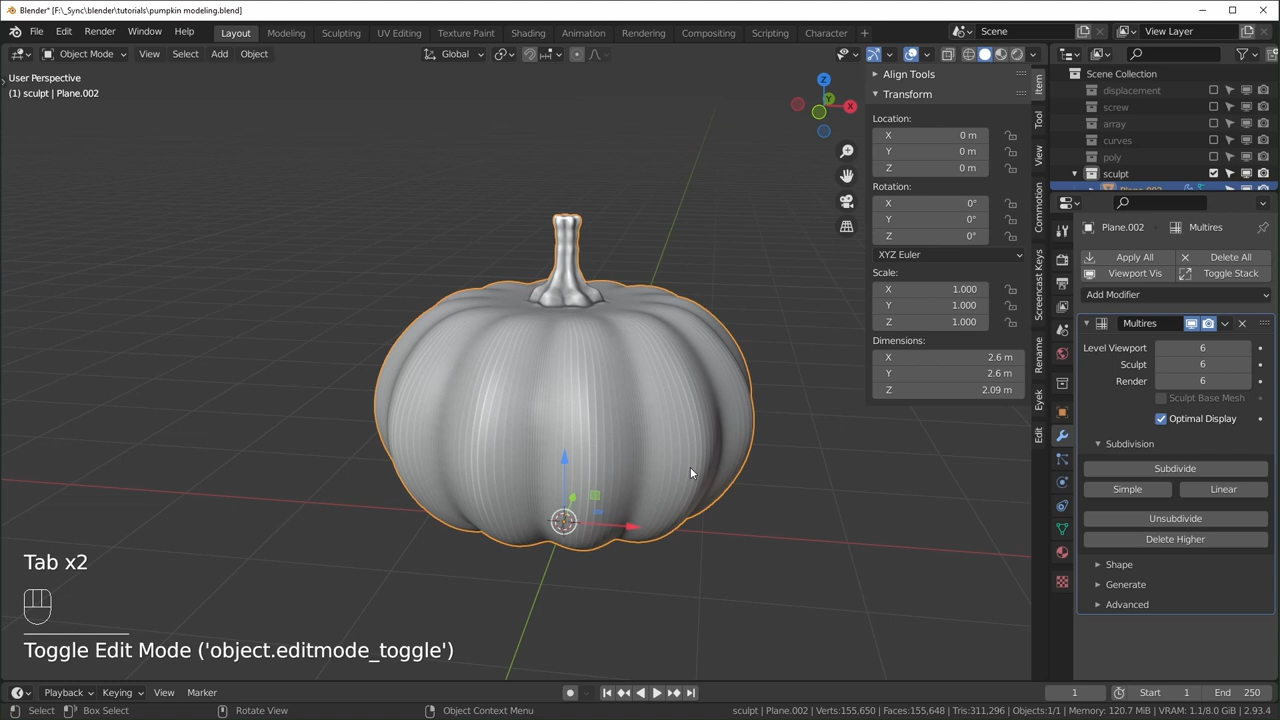 Blender* [F:\_Sync\blender\tutorials\pumpkin modeling.blend]
File Edit Render Window Help Layout Modeling Sculpting UV Editing Texture Paint Shading Animation Rendering Compositing Scripting Character + Scene View Layer
Object Mode View Select Add Object Global
User Perspective
(1) sculpt | Plane.002
Z
Y
X
Align Tools
Transform
Location:
X 0 m
Y 0 m
Z 0 m
Rotation:
X 0°
Y 0°
Z 0°
XYZ Euler
Scale:
X 1.000
Y 1.000
Z 1.000
Dimensions:
X 2.6 m
Y 2.6 m
Z 2.09 m
Item
Tool
View
Commotion
Screencast Keys
Rename
Eyek
Edit
Scene Collection
displacement
screw
array
curves
poly
sculpt
Plane.002
Plane.002 Multires
Apply All Delete All
Viewport Vis Toggle Stack
Add Modifier
Multires
Level Viewport 6
Sculpt 6
Render 6
Sculpt Base Mesh
Optimal Display
Subdivision
Subdivide
Simple Linear
Unsubdivide
Delete Higher
Shape
Generate
Advanced
Tab x2
Toggle Edit Mode ('object.editmode_toggle')
Playback Keying View Marker 1 Start 1 End 250
Select Box Select Rotate View Object Context Menu sculpt | Plane.002 | Verts:155,650 | Faces:155,648 | Tris:311,296 | Objects:1/1 | Memory: 120.7 MiB | VRAM: 1.1/8.0 GiB | 2.93.4